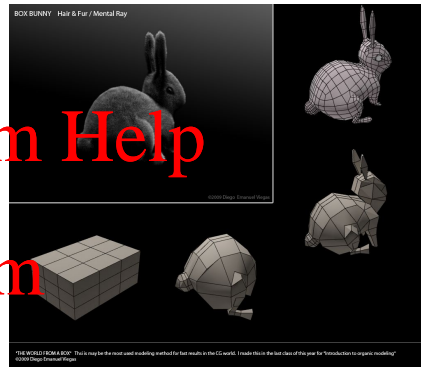 BOX BUNNY Hair & Fur / Mental Ray
m Help
©2009 Diego Emanuel Viegas
m
"THE WORLD FROM A BOX" This is may be the most used modeling method for fast results in the CG world. I made this in the last class of this year for "Introduction to organic modeling"
©2009 Diego Emanuel Viegas